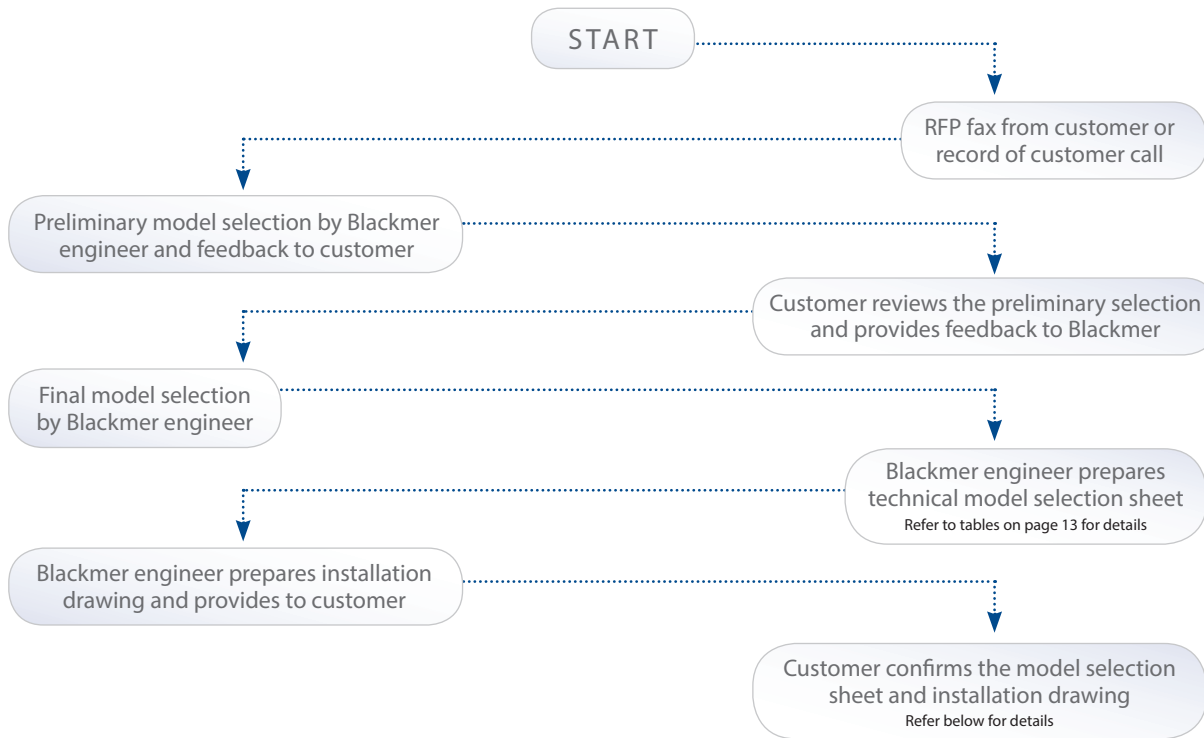 START
RFP fax from customer or
record of customer call
Preliminary model selection by Blackmer
engineer and feedback to customer
Customer reviews the preliminary selection
and provides feedback to Blackmer
Final model selection
by Blackmer engineer
Blackmer engineer prepares
technical model selection sheet
Refer to tables on page 13 for details
Blackmer engineer prepares installation
drawing and provides to customer
Customer confirms the model selection
sheet and installation drawing
Refer below for details